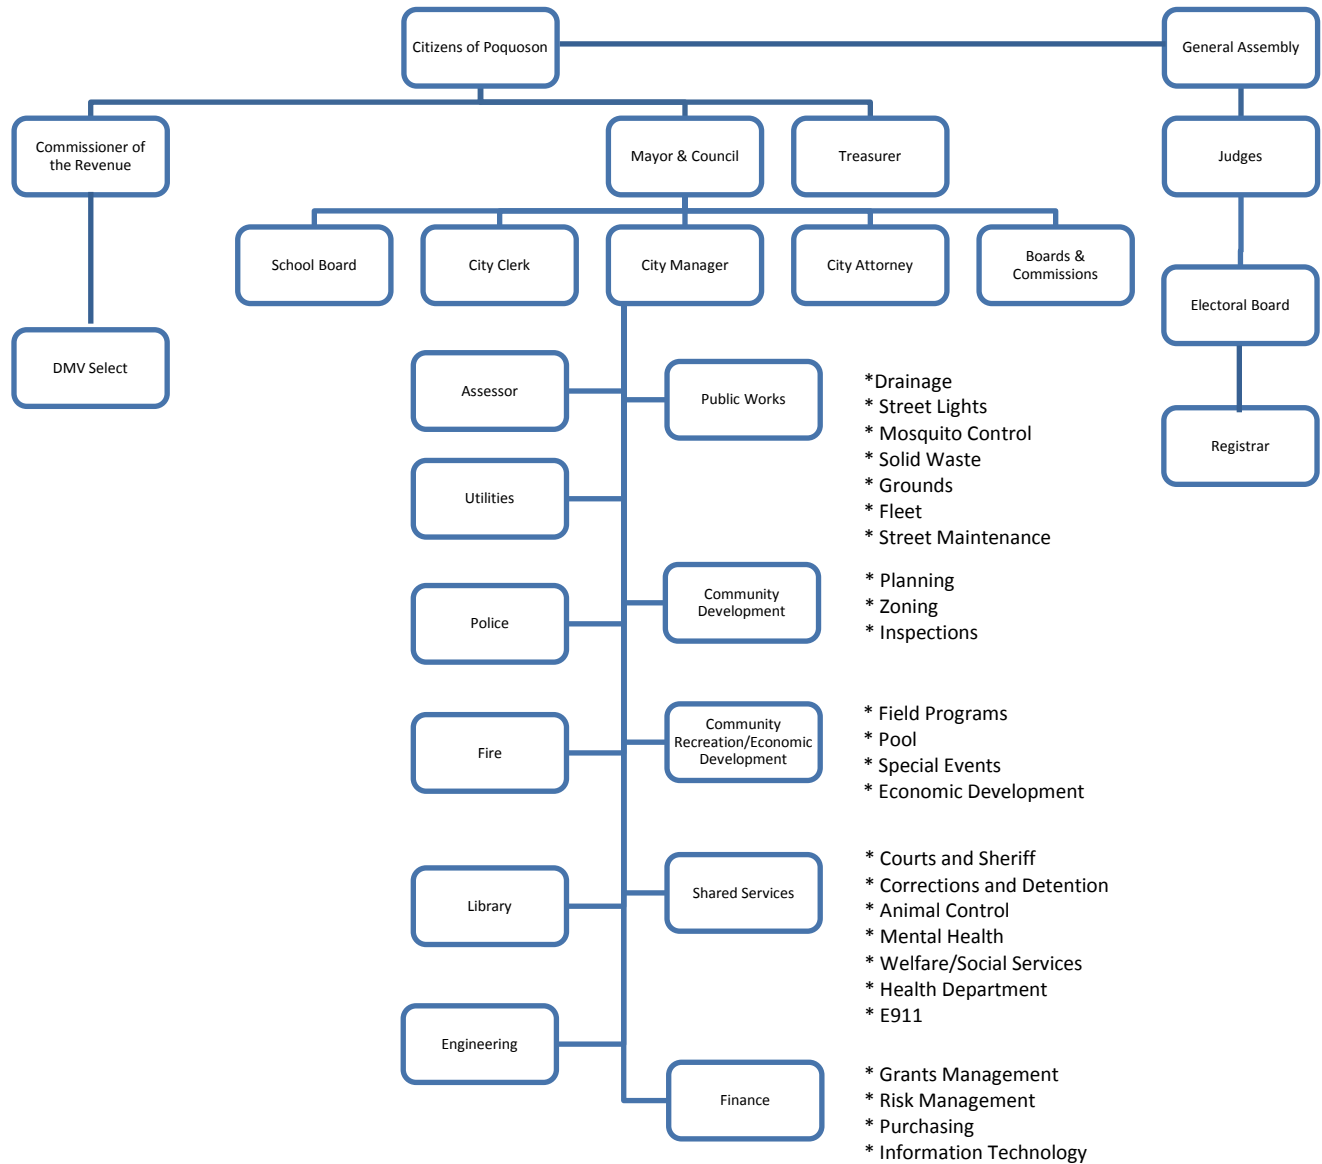 Citizens of Poquoson
General Assembly
Commissioner of
the Revenue
Mayor & Council
Treasurer
Judges
School Board
City Clerk
City Manager
City Attorney
Boards &
Commissions
Electoral Board
DMV Select
Registrar
Assessor
Public Works
*Drainage
* Street Lights
* Mosquito Control
* Solid Waste
* Grounds
* Fleet
* Street Maintenance
Utilities
Community
Development
* Planning
* Zoning
* Inspections
Police
Community
Recreation/Economic
Development
* Field Programs
* Pool
* Special Events
* Economic Development
Fire
Shared Services
* Courts and Sheriff
* Corrections and Detention
* Animal Control
* Mental Health
* Welfare/Social Services
* Health Department
* E911
Library
Engineering
Finance
* Grants Management
* Risk Management
* Purchasing
* Information Technology